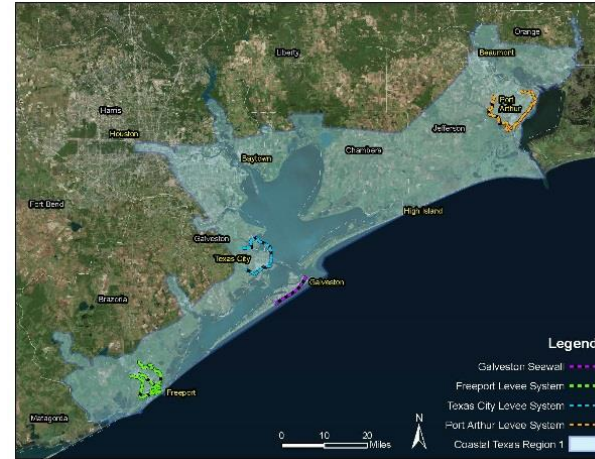 Orange
Beaumont
Liberty
Port
Arthur
Harris
Houston
Jefferson
Chambers
Baytown
Fort Bend
High Island
Galveston
Texas City
Galveston
Brazoria
Freeport
Matagorda
Legend
Galveston Seawall
Freeport Levee System
Texas City Levee System
Port Arthur Levee System
Coastal Texas Region 1
N
0 10 20
Miles